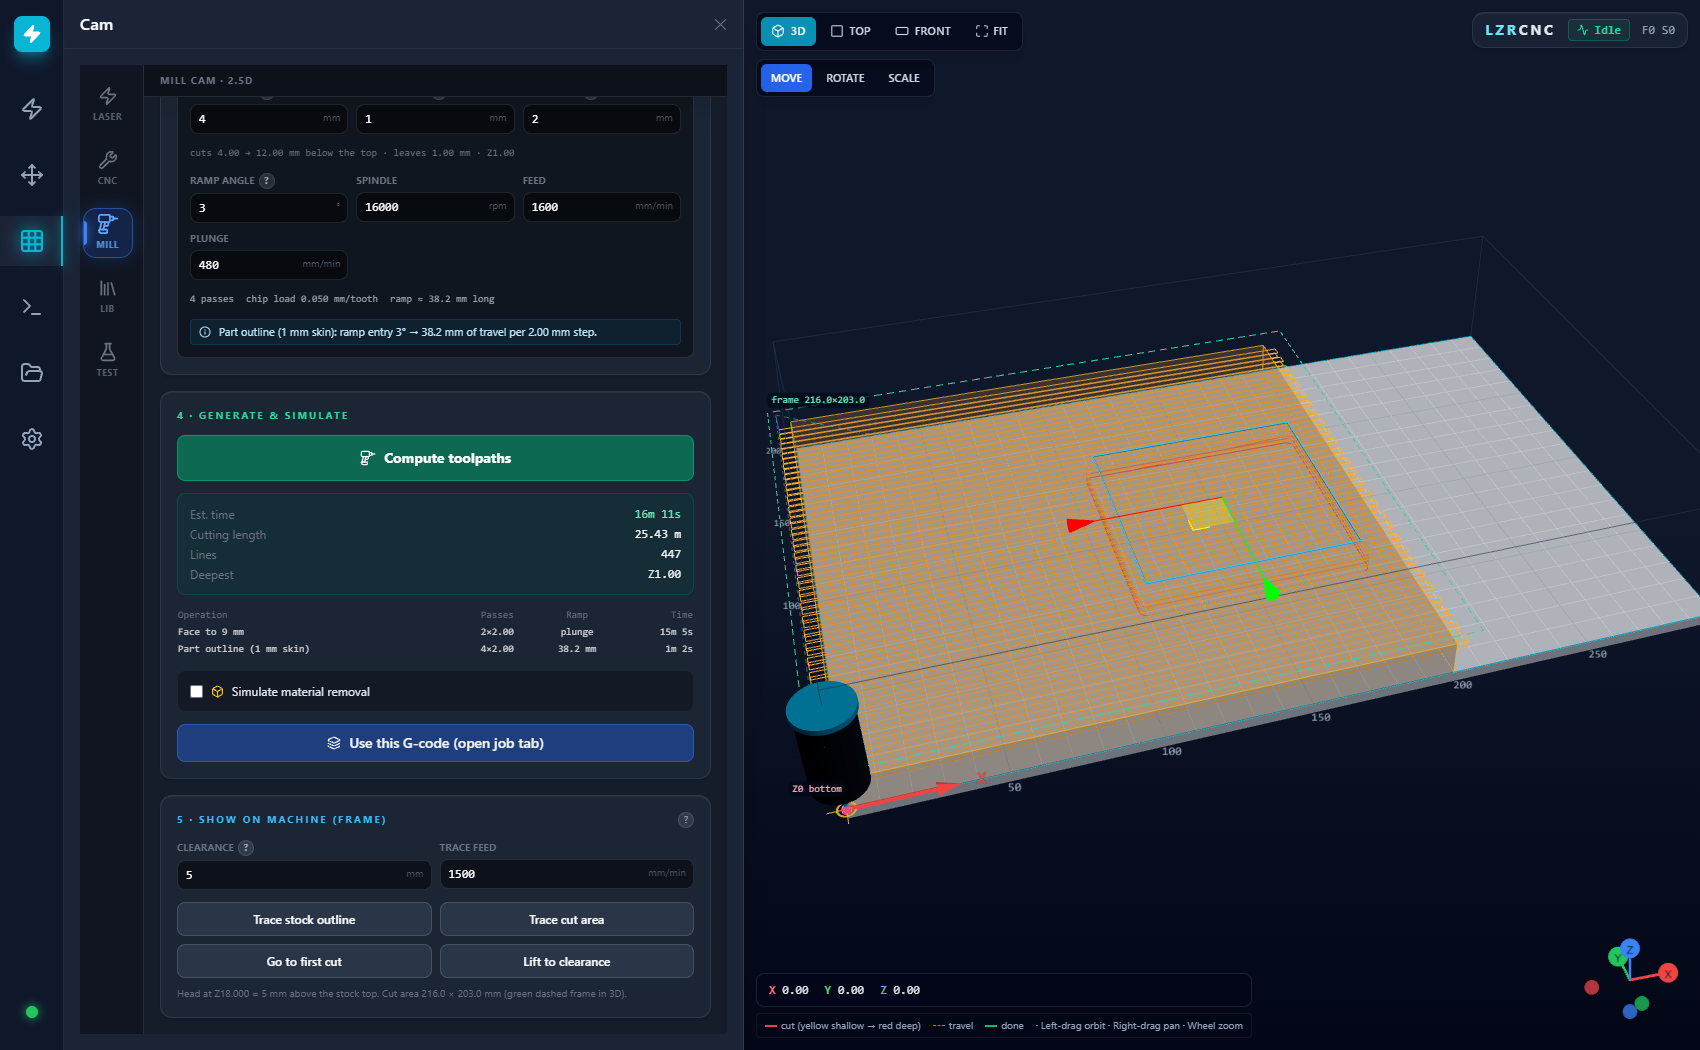 Cam
3D
TOP
FRONT
FIT
LZRCNC
Idle
F0 S0
MOVE
ROTATE
SCALE
LASER
CNC
MILL
LIB
TEST
MILL CAM · 2.5D
4 mm
1 mm
2 mm
cuts 4.00 → 12.00 mm below the top · leaves 1.00 mm · Z1.00
RAMP ANGLE ?
SPINDLE
FEED
3 °
16000 rpm
1600 mm/min
PLUNGE
480 mm/min
4 passes chip load 0.050 mm/tooth ramp = 38.2 mm long
Part outline (1 mm skin): ramp entry 3° → 38.2 mm of travel per 2.00 mm step.
4 · GENERATE & SIMULATE
Compute toolpaths
Est. time 16m 11s
Cutting length 25.43 m
Lines 447
Deepest Z1.00
Operation Passes Ramp Time
Face to 9 mm 2×2.00 plunge 15m 5s
Part outline (1 mm skin) 4×2.00 38.2 mm 1m 2s
Simulate material removal
Use this G-code (open job tab)
5 · SHOW ON MACHINE (FRAME) ?
CLEARANCE ?
TRACE FEED
5 mm
1500 mm/min
Trace stock outline
Trace cut area
Go to first cut
Lift to clearance
Head at Z18.000 = 5 mm above the stock top. Cut area 216.0 × 203.0 mm (green dashed frame in 3D).
frame 216.0×203.0
200
150
100
Z0 bottom
X
50
100
150
200
250
Z
Y
X
X 0.00 Y 0.00 Z 0.00
cut (yellow shallow → red deep) --- travel done · Left-drag orbit · Right-drag pan · Wheel zoom